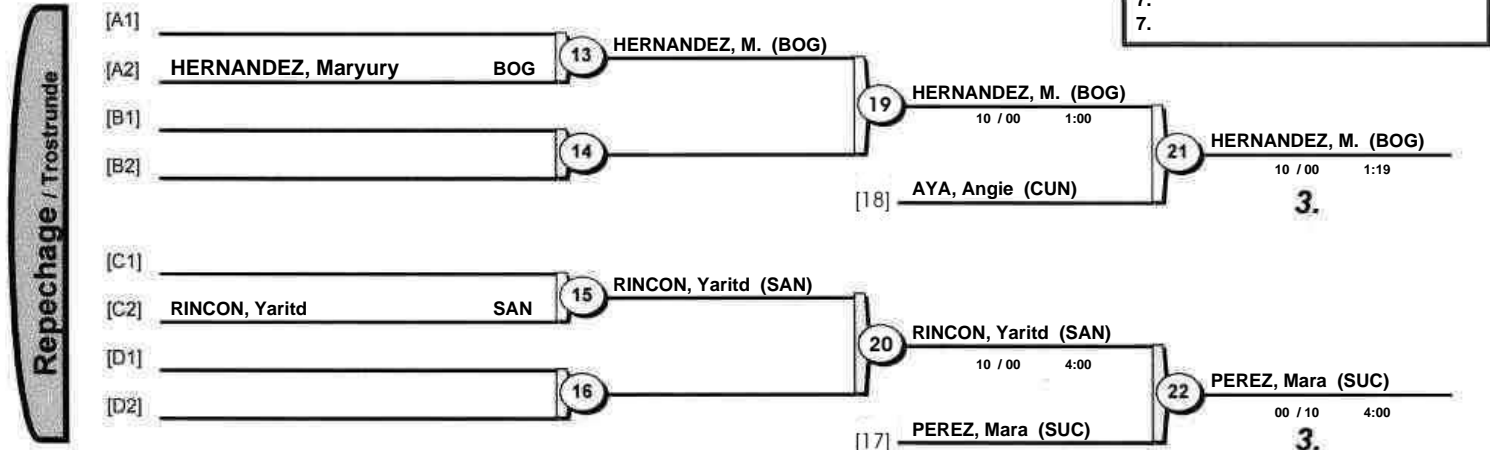 7.
7.
Repechage / Trostrunde
[A1]
[A2] HERNANDEZ, Maryury BOG
[B1]
[B2]
13
HERNANDEZ, M. (BOG)
14
19
HERNANDEZ, M. (BOG)
10 / 00 1:00
[18] AYA, Angie (CUN)
21
HERNANDEZ, M. (BOG)
10 / 00 1:19
3.
[C1]
[C2] RINCON, Yaritd SAN
[D1]
[D2]
15
RINCON, Yaritd (SAN)
16
20
RINCON, Yaritd (SAN)
10 / 00 4:00
[17] PEREZ, Mara (SUC)
22
PEREZ, Mara (SUC)
00 / 10 4:00
3.